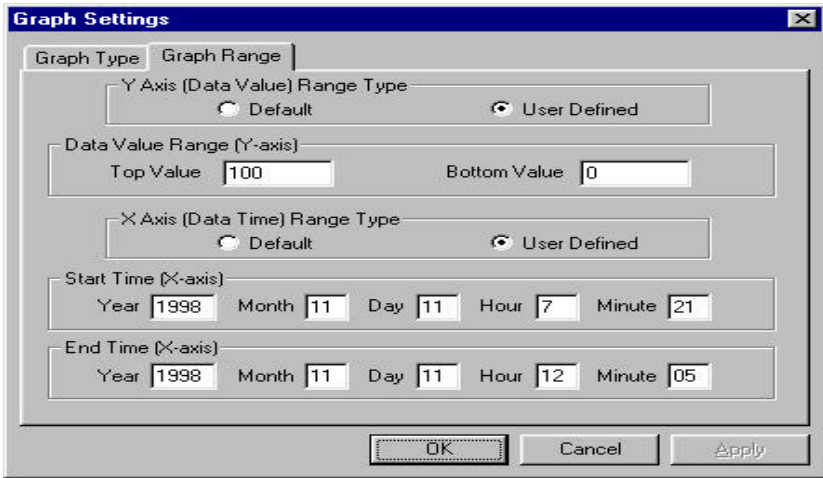 Graph Settings
Graph Type Graph Range
Y Axis (Data Value) Range Type
Default User Defined
Data Value Range (Y-axis)
Top Value 100 Bottom Value 0
X Axis (Data Time) Range Type
Default User Defined
Start Time (X-axis)
Year 1998 Month 11 Day 11 Hour 7 Minute 21
End Time (X-axis)
Year 1998 Month 11 Day 11 Hour 12 Minute 05
OK Cancel Apply